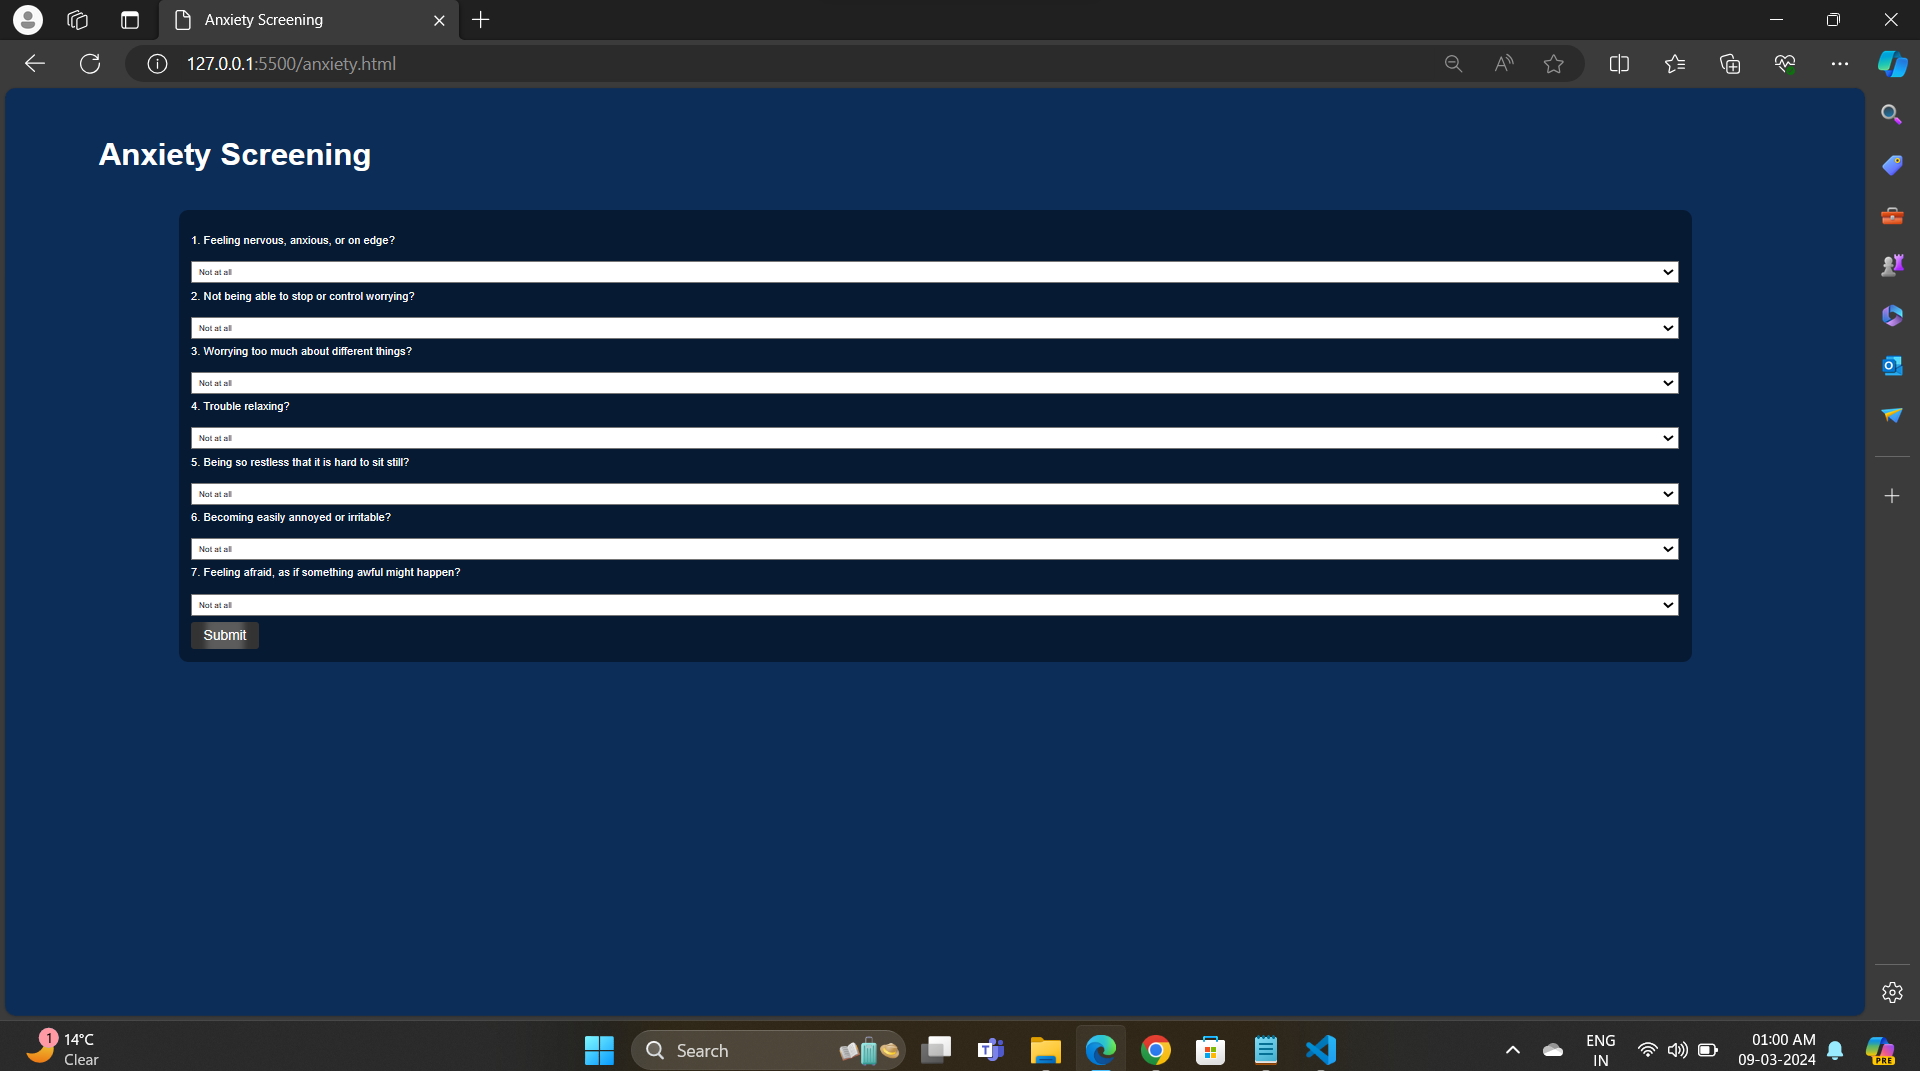 Anxiety Screening
127.0.0.1:5500/anxiety.html
Anxiety Screening
1. Feeling nervous, anxious, or on edge?
Not at all
2. Not being able to stop or control worrying?
Not at all
3. Worrying too much about different things?
Not at all
4. Trouble relaxing?
Not at all
5. Being so restless that it is hard to sit still?
Not at all
6. Becoming easily annoyed or irritable?
Not at all
7. Feeling afraid, as if something awful might happen?
Not at all
Submit
1
14°C
Clear
Search
ENG
IN
01:00 AM
09-03-2024
PRE